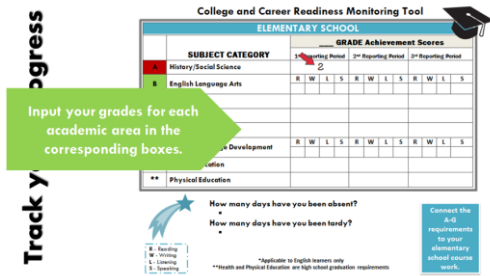 College and Career Readiness Monitoring Tool
ELEMENTARY SCHOOL
___ GRADE Achievement Scores
SUBJECT CATEGORY
1st Reporting Period 2nd Reporting Period 3rd Reporting Period
A History/Social Science 2
B English Language Arts R W L S R W L S R W L S
Input your grades for each
academic area in the
corresponding boxes.
Development R W L S R W L S R W L S
** Physical Education
Track
ogress
How many days have you been absent?
How many days have you been tardy?
R - Reading
W - Writing
L - Listening
S - Speaking
*Applicable to English learners only
**Health and Physical Education are high school graduation requirements
Connect the
A-G
requirements
to your
elementary
school course
work.